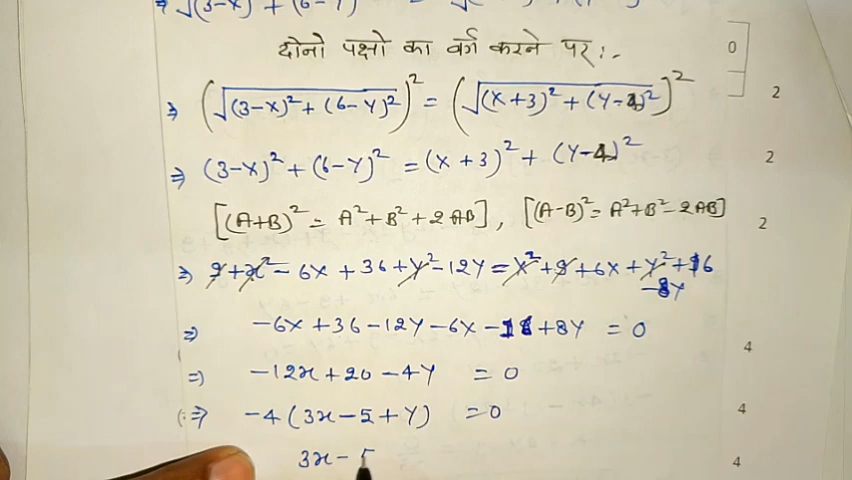 दोनो पक्षो का वर्ग करने पर :-
0
⇒ (√(3-x)² + (6-y)²)² = (√(x+3)² + (y-4)²)²
2
⇒ (3-x)² + (6-y)² = (x+3)² + (y-4)²
2
[(A+B)² = A²+B²+2AB], [(A-B)² = A²+B²-2AB]
2
⇒ 9+x²-6x+36+y²-12y = x²+9+6x+y²+16
-8y
⇒ -6x+36-12y-6x-16+8y = 0
4
⇒ -12x+20-4y = 0
⇒ -4(3x-5+y) = 0
4
3x-5
4